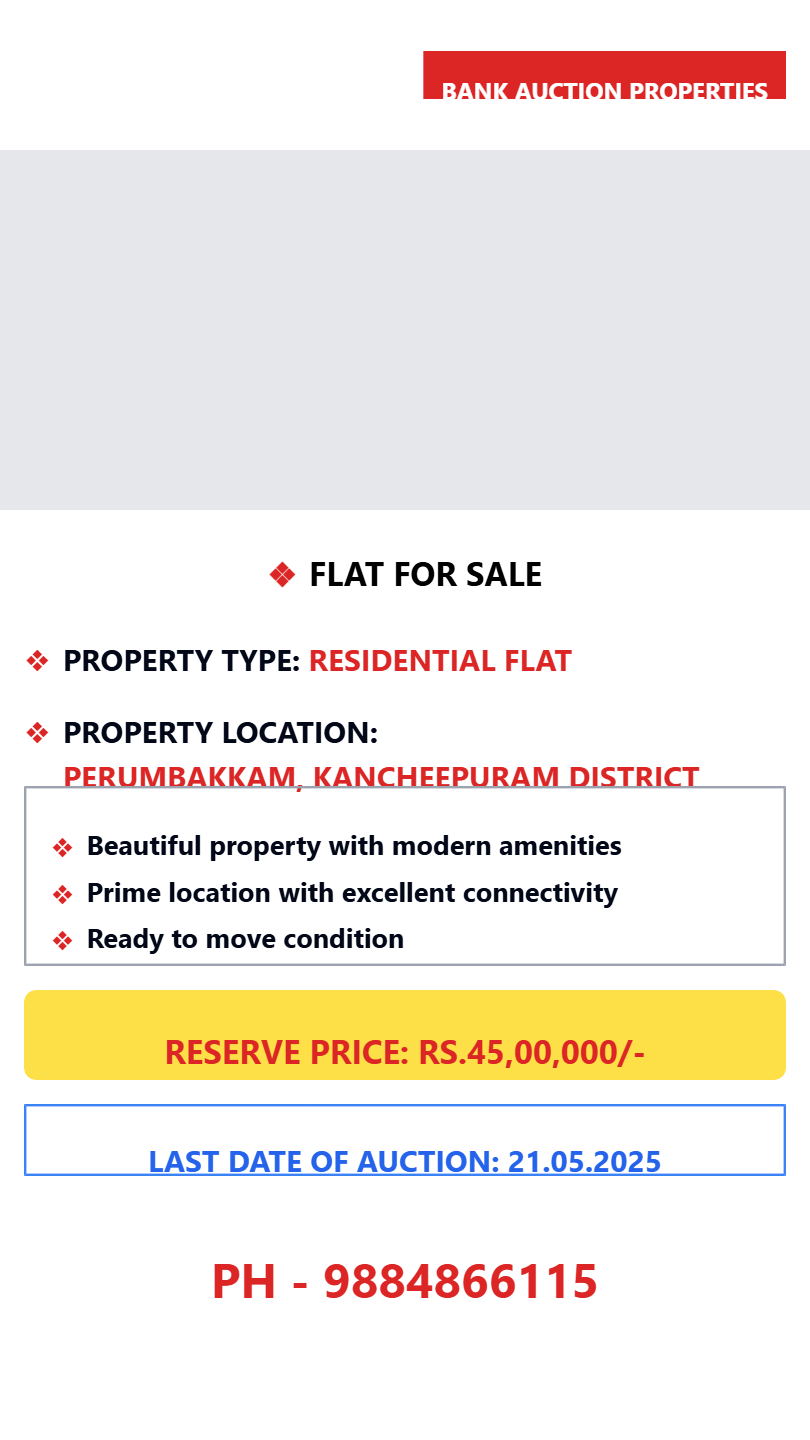 BANK AUCTION PROPERTIES
❖ FLAT FOR SALE
❖ PROPERTY TYPE: RESIDENTIAL FLAT
❖ PROPERTY LOCATION:
PERUMBAKKAM, KANCHEEPURAM DISTRICT
❖ Beautiful property with modern amenities
❖ Prime location with excellent connectivity
❖ Ready to move condition
RESERVE PRICE: RS.45,00,000/-
LAST DATE OF AUCTION: 21.05.2025
PH - 9884866115